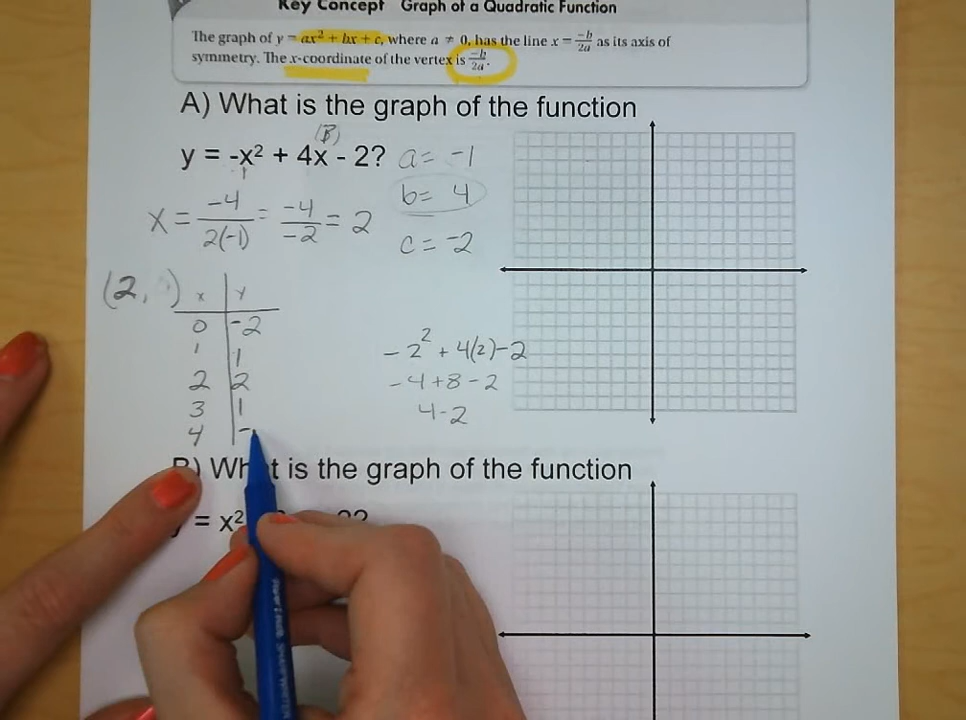 Key Concept Graph of a Quadratic Function
The graph of y = ax² + bx + c, where a ≠ 0, has the line x = -b/2a as its axis of
symmetry. The x-coordinate of the vertex is -b/2a.
A) What is the graph of the function
(B)
y = -x² + 4x - 2? a = -1
b = 4
x = -4/2(-1) = -4/-2 = 2
c = -2
(2, )
x | y
0 | -2
1 | 1
2 | 2
3 | 1
4 | -
-2² + 4(2) - 2
-4 + 8 - 2
4 - 2
B) What is the graph of the function
= x²